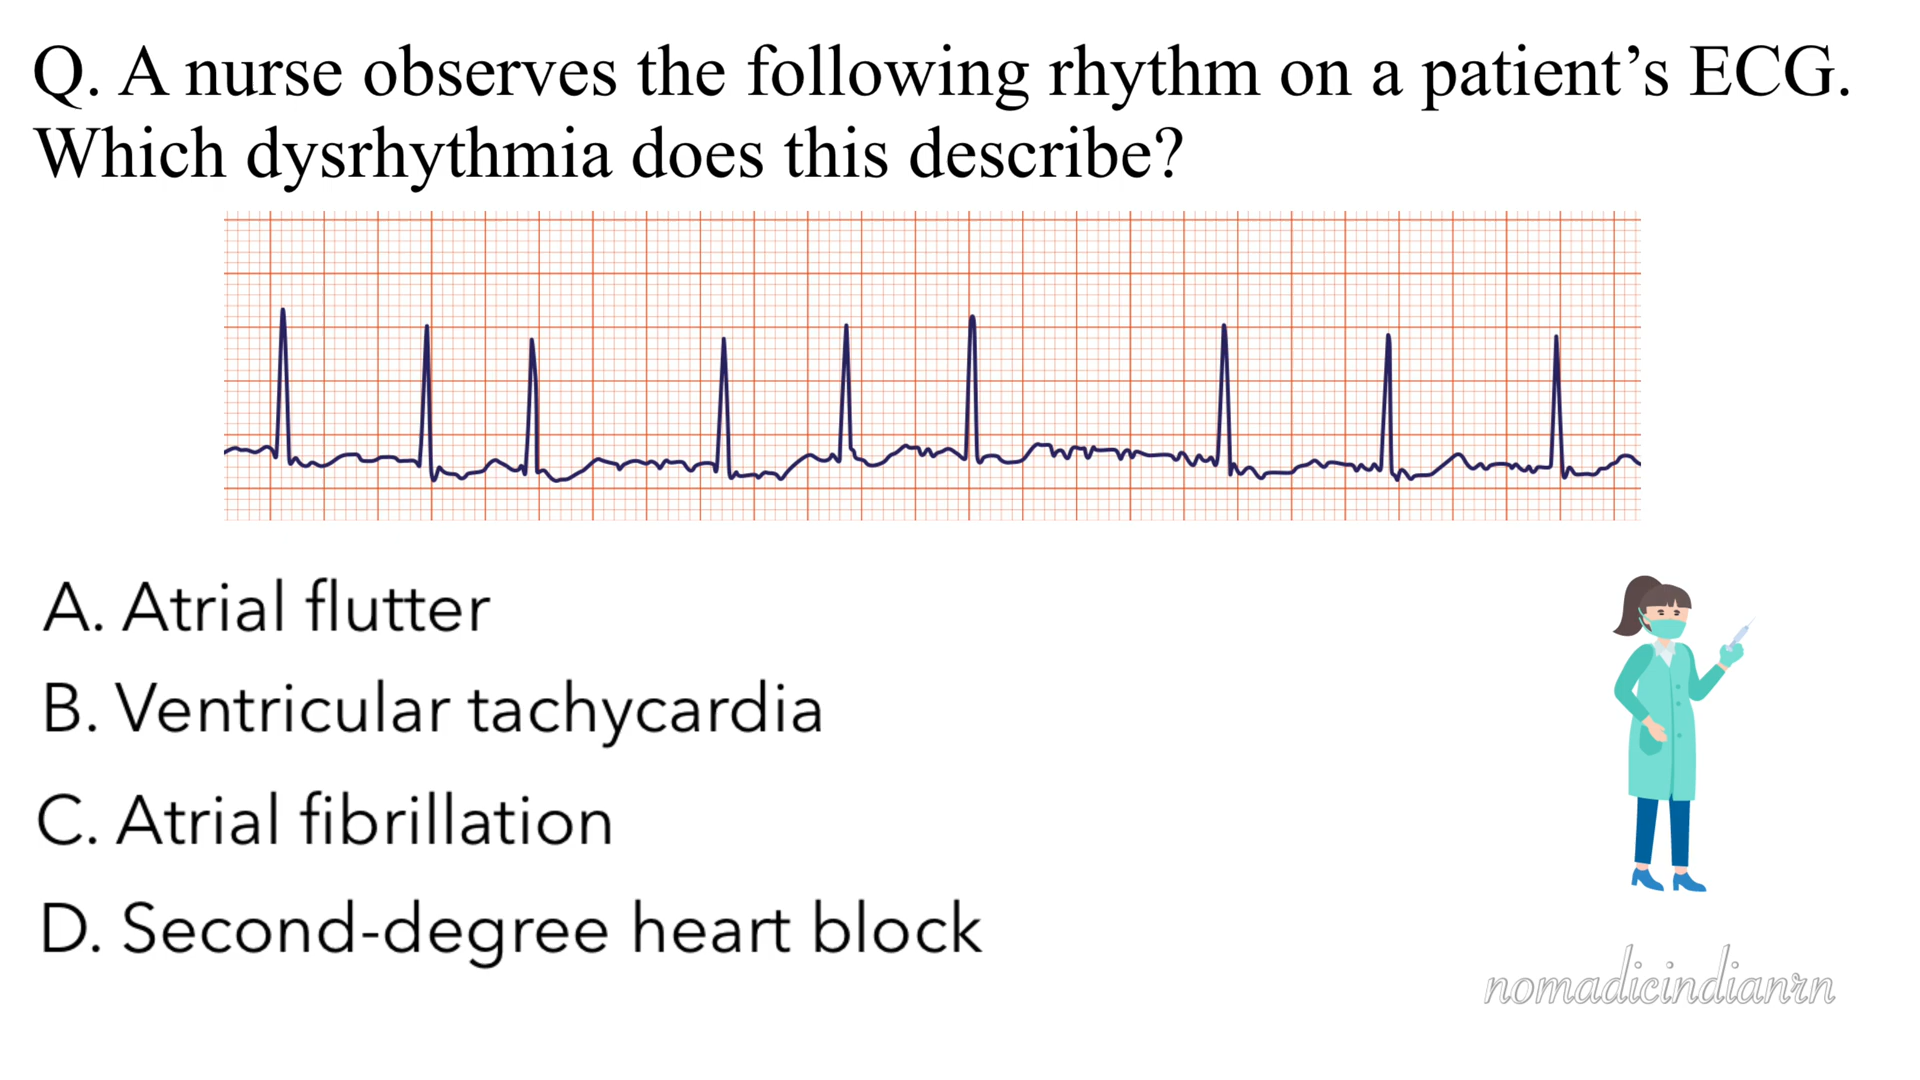 Q. A nurse observes the following rhythm on a patient’s ECG.
Which dysrhythmia does this describe?
A. Atrial flutter
B. Ventricular tachycardia
C. Atrial fibrillation
D. Second-degree heart block
nomadicindianrn